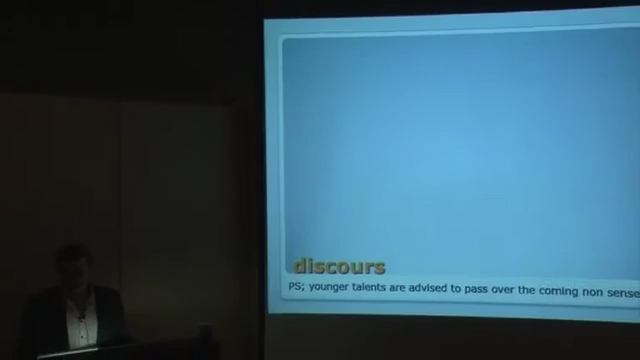 discours
PS; younger talents are advised to pass over the coming non sense